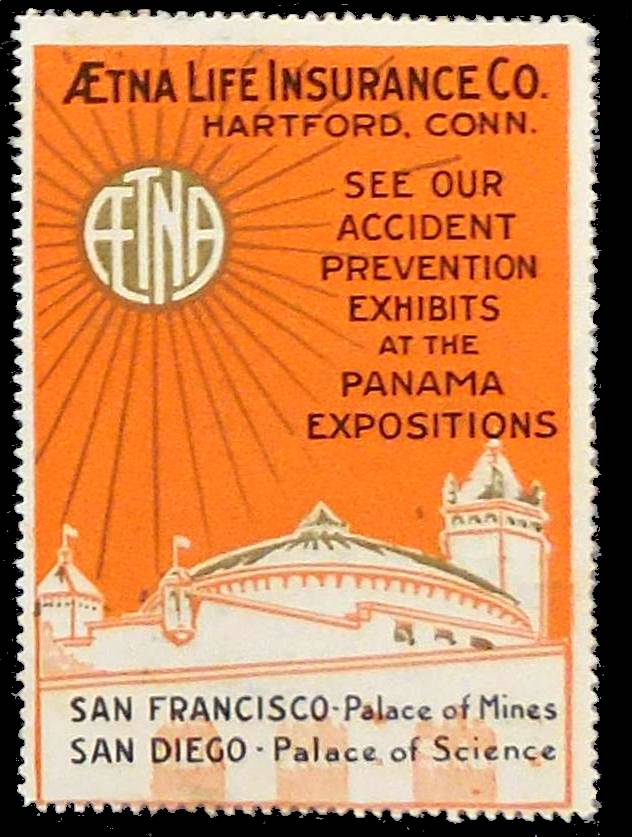 ÆTNA LIFE INSURANCE CO.
HARTFORD, CONN.
ÆTNA
SEE OUR
ACCIDENT
PREVENTION
EXHIBITS
AT THE
PANAMA
EXPOSITIONS
SAN FRANCISCO-Palace of Mines
SAN DIEGO - Palace of Science